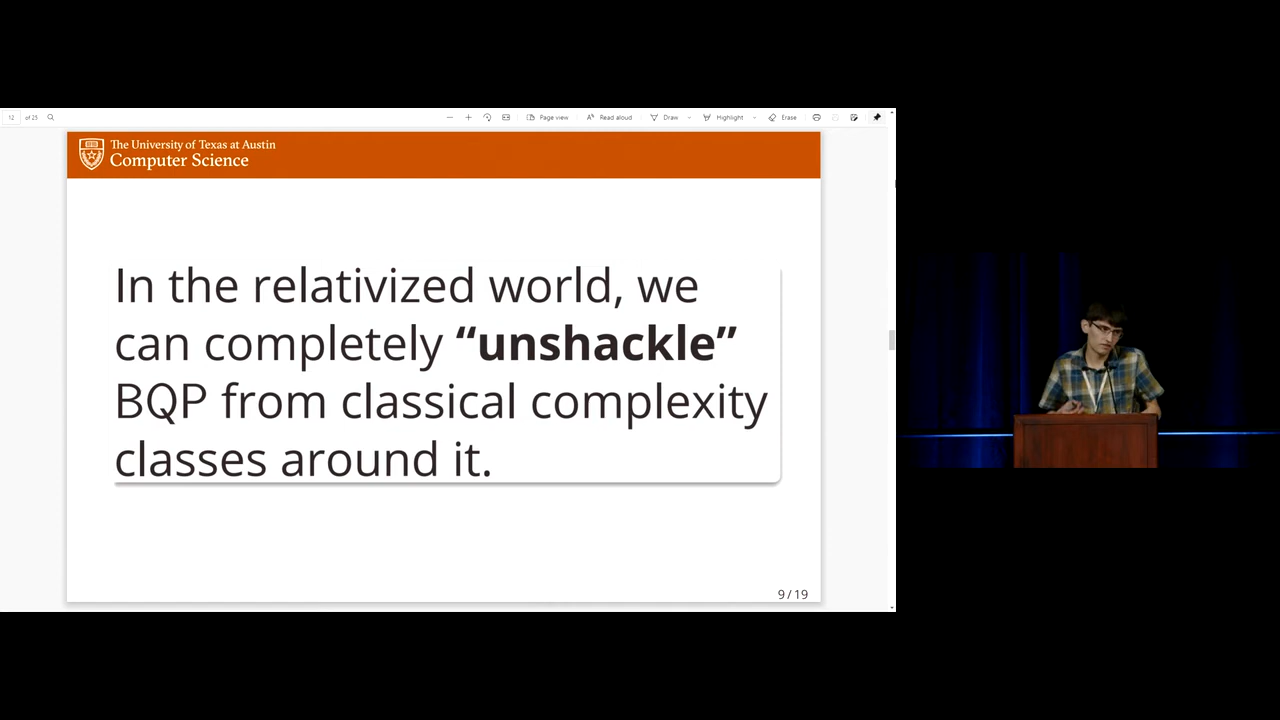 12 of 25
Page view
Read aloud
Draw
Highlight
Erase
The University of Texas at Austin
Computer Science
In the relativized world, we
can completely “unshackle”
BQP from classical complexity
classes around it.
9 / 19